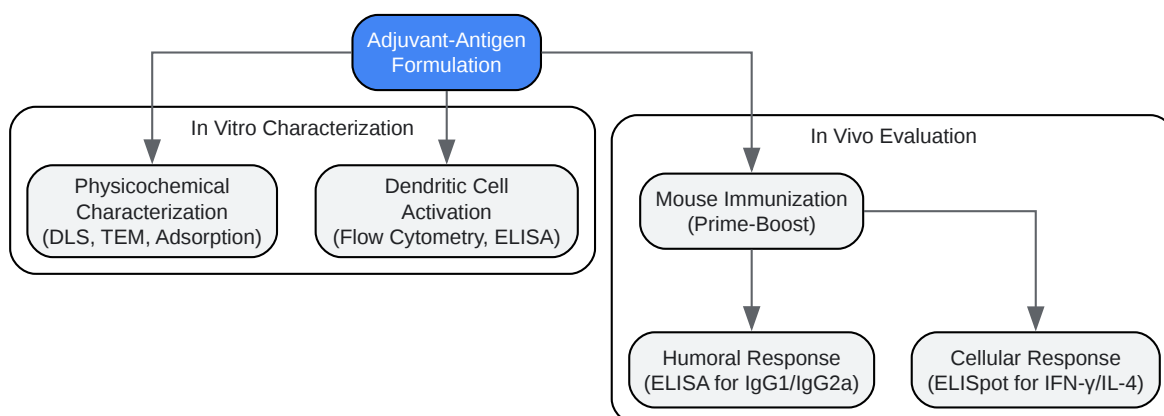 Adjuvant-Antigen
Formulation
In Vitro Characterization
Physicochemical
Characterization
(DLS, TEM, Adsorption)
Dendritic Cell
Activation
(Flow Cytometry, ELISA)
In Vivo Evaluation
Mouse Immunization
(Prime-Boost)
Humoral Response
(ELISA for IgG1/IgG2a)
Cellular Response
(ELISpot for IFN-γ/IL-4)